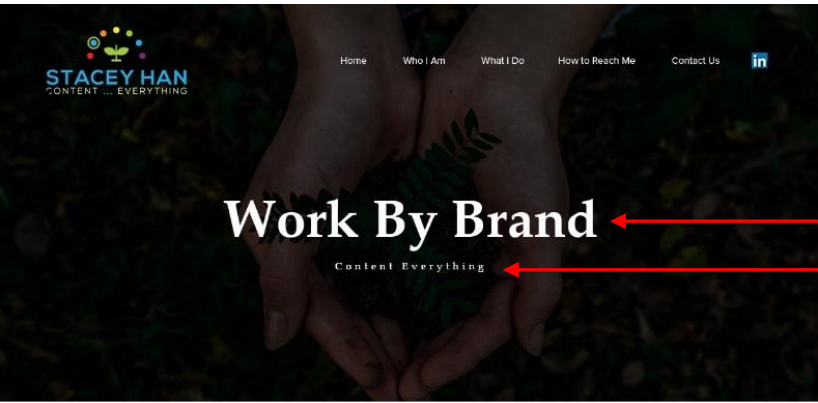 STACEY HAN
CONTENT ... EVERYTHING
Home Who I Am What I Do How to Reach Me Contact Us in
Work By Brand
Content Everything